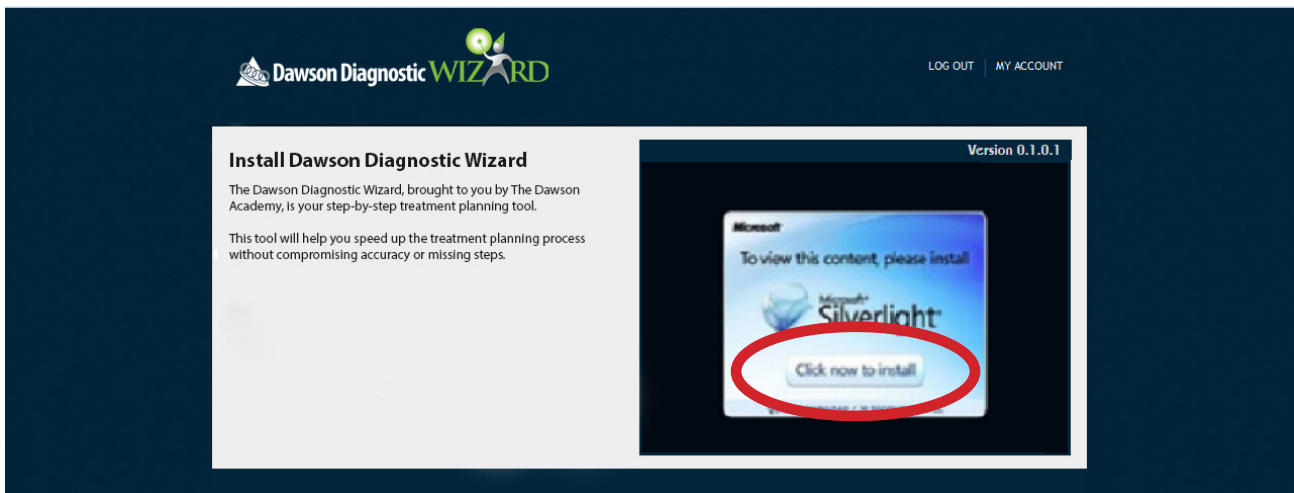 Dawson Diagnostic WIZARD
LOG OUT MY ACCOUNT
Install Dawson Diagnostic Wizard
The Dawson Diagnostic Wizard, brought to you by The Dawson
Academy, is your step-by-step treatment planning tool.
This tool will help you speed up the treatment planning process
without compromising accuracy or missing steps.
Version 0.1.0.1
Microsoft
To view this content, please install
Microsoft
Silverlight
Click now to install